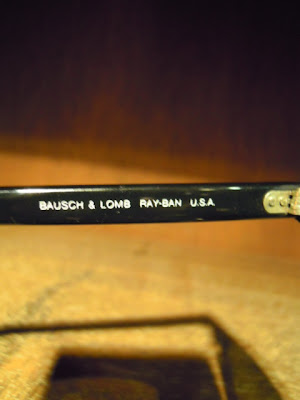 BAUSCH & LOMB RAY-BAN U.S.A.